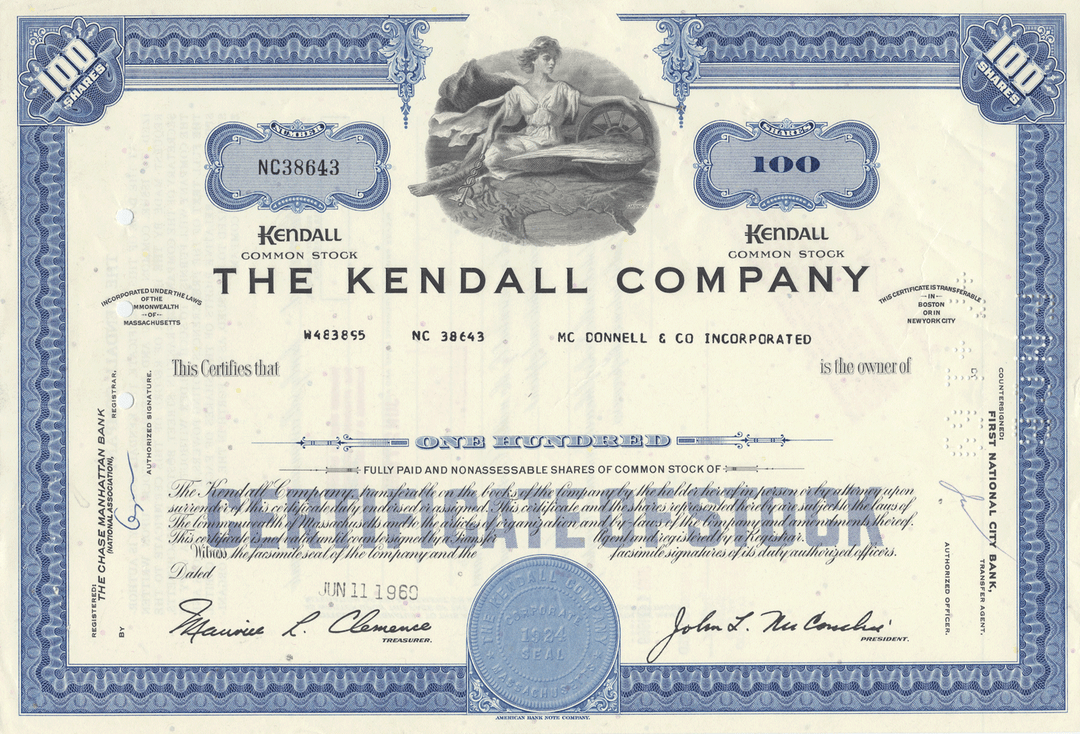 100
SHARES
100
SHARES
NUMBER
NC38643
SHARES
100
KENDALL
COMMON STOCK
KENDALL
COMMON STOCK
THE KENDALL COMPANY
INCORPORATED UNDER THE LAWS
OF THE
MMONWEALTH
—OF—
MASSACHUSETTS
THIS CERTIFICATE IS TRANSFERABLE
—IN—
BOSTON
OR IN
NEW YORK CITY
W483855 NC 38643 MC DONNELL & CO INCORPORATED
This Certifies that is the owner of
ONE HUNDRED
FULLY PAID AND NONASSESSABLE SHARES OF COMMON STOCK OF
CERTIFICATE OF STOCK
The Kendall Company, transferable on the books of the Company by the holder hereof in person or by attorney upon
surrender of this certificate duly endorsed or assigned. This certificate and the shares represented hereby are subject to the laws of
The Commonwealth of Massachusetts and to the articles of organization and by-laws of the Company and amendments thereof.
This certificate is not valid until countersigned by a Transfer Agent and registered by a Registrar.
Witness the facsimile seal of the Company and the facsimile signatures of its duly authorized officers.
Dated
JUN 11 1969
Maurice L. Clemence
TREASURER.
PRESIDENT.
THE KENDALL COMP
1924
SEAL
MASSACHUSETTS
AMERICAN BANK NOTE COMPANY.
REGISTERED:
THE CHASE MANHATTAN BANK
(NATIONAL ASSOCIATION),
REGISTRAR,
BY
AUTHORIZED SIGNATURE.
COUNTERSIGNED:
FIRST NATIONAL CITY BANK,
TRANSFER AGENT,
AUTHORIZED OFFICER.